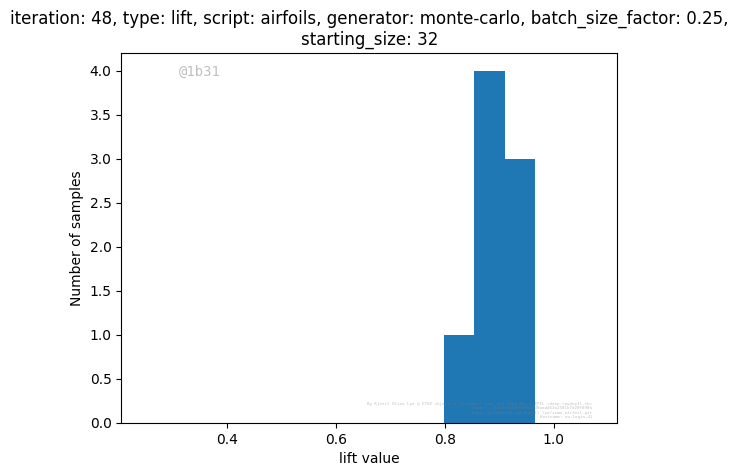 iteration: 48, type: lift, script: airfoils, generator: monte-carlo, batch_size_factor: 0.25,
starting_size: 32
@1b31
4.0
3.5
3.0
2.5
2.0
1.5
1.0
0.5
0.0
Number of samples
0.4
0.6
0.8
1.0
lift value